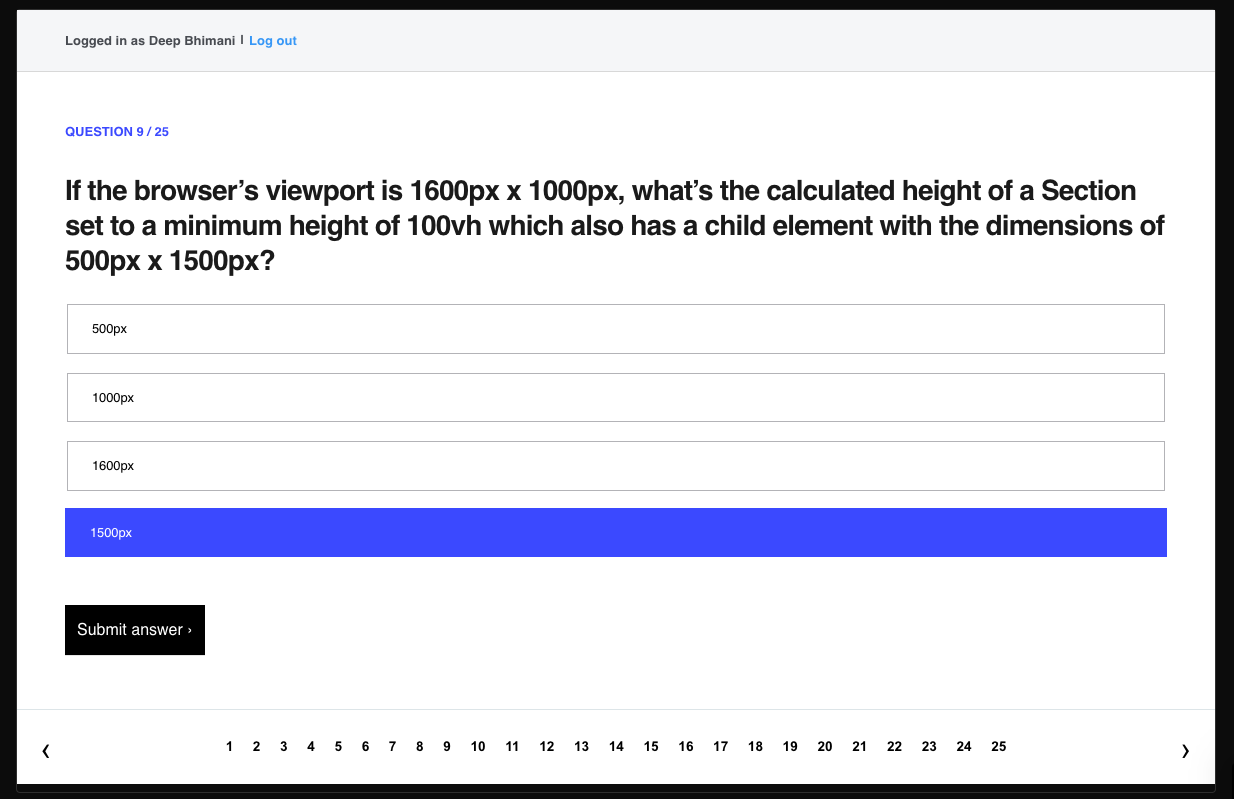 Logged in as Deep Bhimani | Log out
QUESTION 9 / 25
If the browser’s viewport is 1600px x 1000px, what’s the calculated height of a Section
set to a minimum height of 100vh which also has a child element with the dimensions of
500px x 1500px?
500px
1000px
1600px
1500px
Submit answer ›
‹ 1 2 3 4 5 6 7 8 9 10 11 12 13 14 15 16 17 18 19 20 21 22 23 24 25 ›